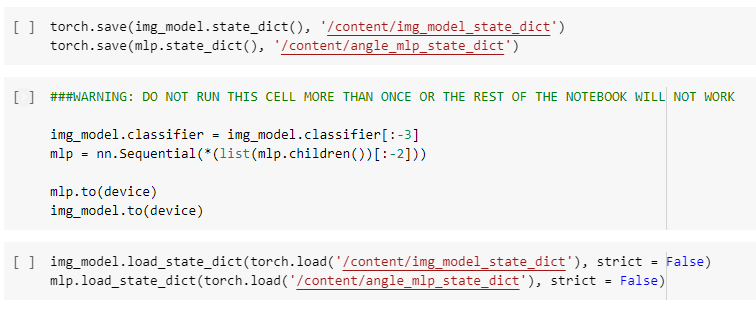 [ ] torch.save(img_model.state_dict(), '/content/img_model_state_dict')
torch.save(mlp.state_dict(), '/content/angle_mlp_state_dict')
[ ] ###WARNING: DO NOT RUN THIS CELL MORE THAN ONCE OR THE REST OF THE NOTEBOOK WILL NOT WORK
img_model.classifier = img_model.classifier[:-3]
mlp = nn.Sequential(*(list(mlp.children())[:-2]))
mlp.to(device)
img_model.to(device)
[ ] img_model.load_state_dict(torch.load('/content/img_model_state_dict'), strict = False)
mlp.load_state_dict(torch.load('/content/angle_mlp_state_dict'), strict = False)